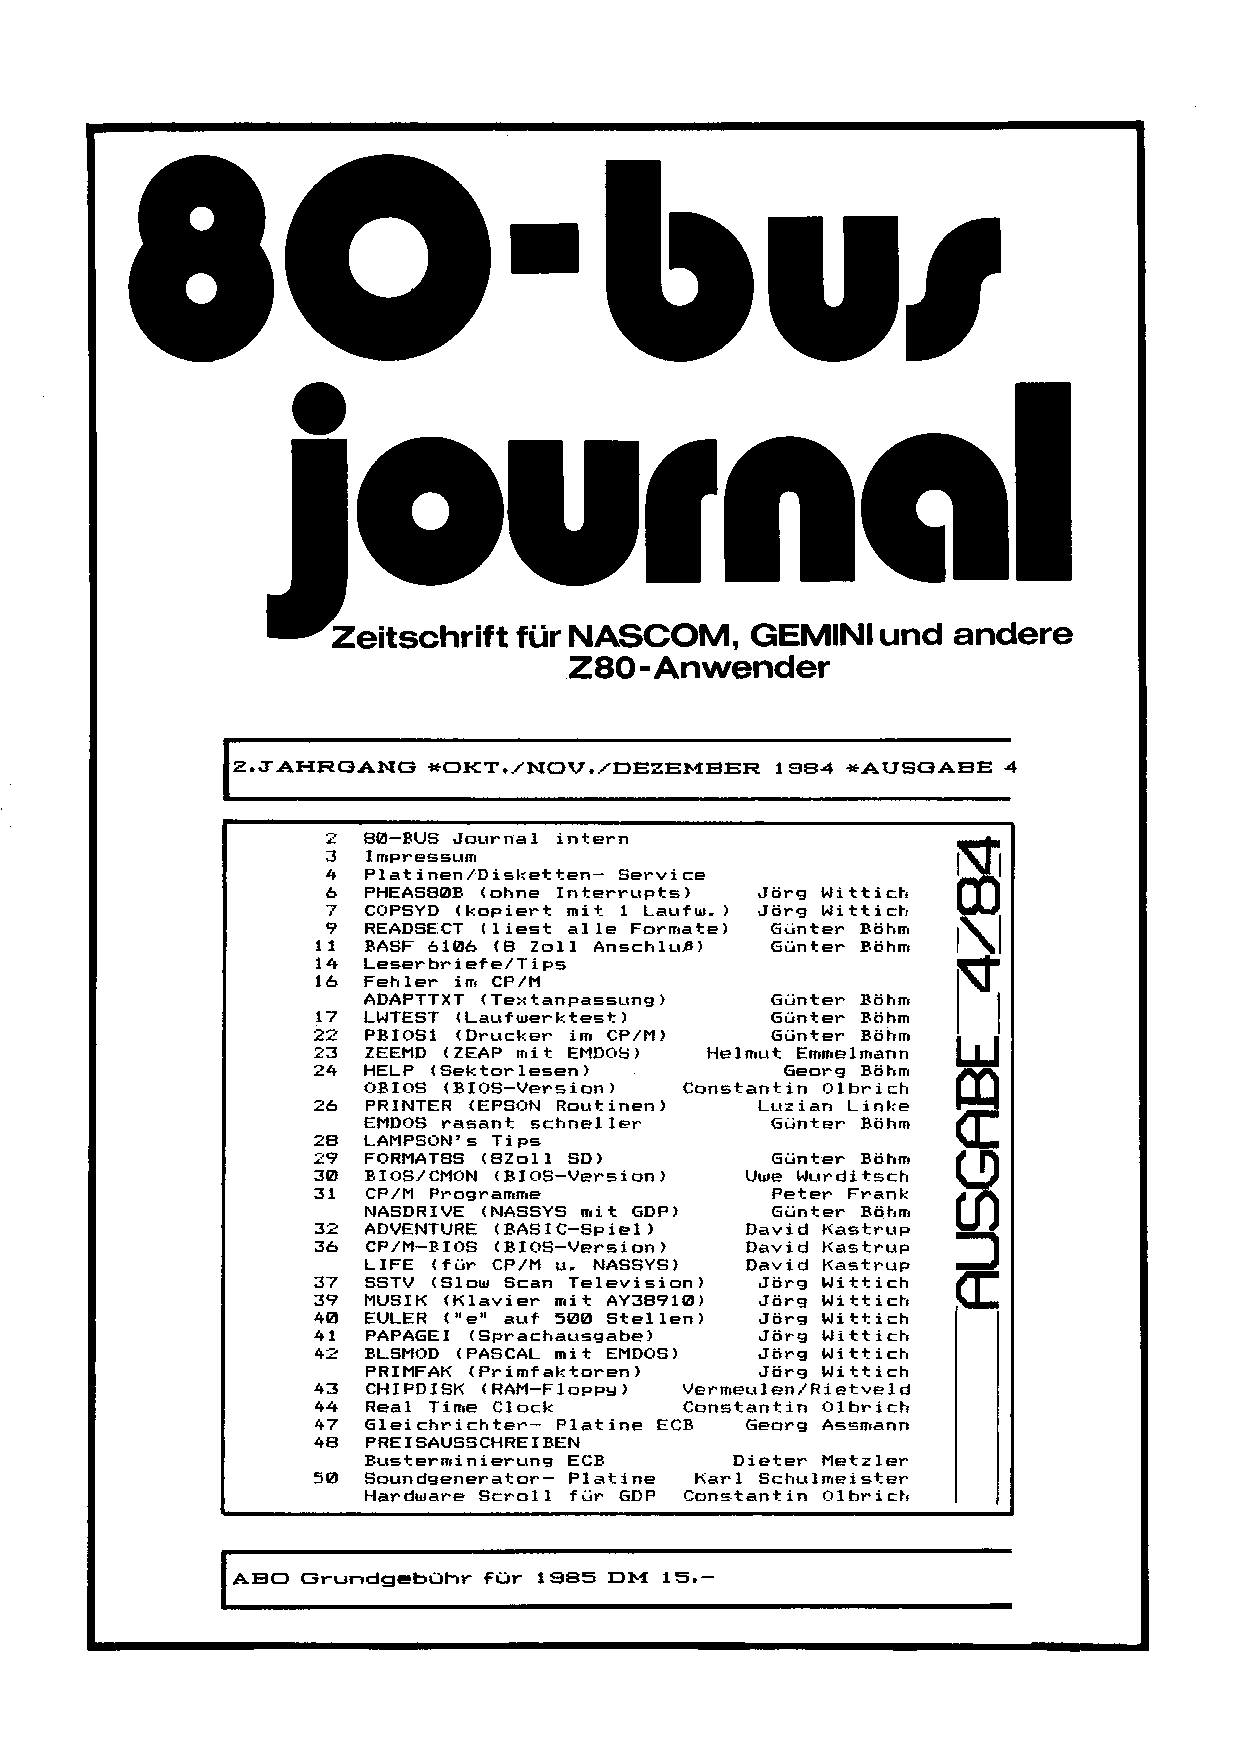 80-bus
journal
Zeitschrift für NASCOM, GEMINI und andere
Z80-Anwender
2.JAHRGANG *OKT./NOV./DEZEMBER 1984 *AUSGABE 4
2 80-BUS Journal intern
3 Impressum
4 Platinen/Disketten- Service
6 PHEAS80B (ohne Interrupts) Jörg Wittich
7 COPSYD (kopiert mit 1 Laufw.) Jörg Wittich
9 READSECT (liest alle Formate) Günter Böhm
11 BASF 6106 (8 Zoll Anschluß) Günter Böhm
14 Leserbriefe/Tips
16 Fehler im CP/M
ADAPTTXT (Textanpassung) Günter Böhm
17 LWTEST (Laufwerktest) Günter Böhm
22 PBIOS1 (Drucker im CP/M) Günter Böhm
23 ZEEMD (ZEAP mit EMDOS) Helmut Emmelmann
24 HELP (Sektorlesen) Georg Böhm
OBIOS (BIOS-Version) Constantin Olbrich
26 PRINTER (EPSON Routinen) Luzian Linke
EMDOS rasant schneller Günter Böhm
28 LAMPSON's Tips
29 FORMAT8S (8Zoll SD) Günter Böhm
30 BIOS/CMON (BIOS-Version) Uwe Wurditsch
31 CP/M Programme Peter Frank
NASDRIVE (NASSYS mit GDP) Günter Böhm
32 ADVENTURE (BASIC-Spiel) David Kastrup
36 CP/M-BIOS (BIOS-Version) David Kastrup
LIFE (für CP/M u. NASSYS) David Kastrup
37 SSTV (Slow Scan Television) Jörg Wittich
39 MUSIK (Klavier mit AY38910) Jörg Wittich
40 EULER ("e" auf 500 Stellen) Jörg Wittich
41 PAPAGEI (Sprachausgabe) Jörg Wittich
42 BLSMOD (PASCAL mit EMDOS) Jörg Wittich
PRIMFAK (Primfaktoren) Jörg Wittich
43 CHIPDISK (RAM-Floppy) Vermeulen/Rietveld
44 Real Time Clock Constantin Olbrich
47 Gleichrichter- Platine ECB Georg Assmann
48 PREISAUSSCHREIBEN
Busterminierung ECB Dieter Metzler
50 Soundgenerator- Platine Karl Schulmeister
Hardware Scroll für GDP Constantin Olbrich
AUSGABE 4/84
ABO Grundgebühr für 1985 DM 15.-